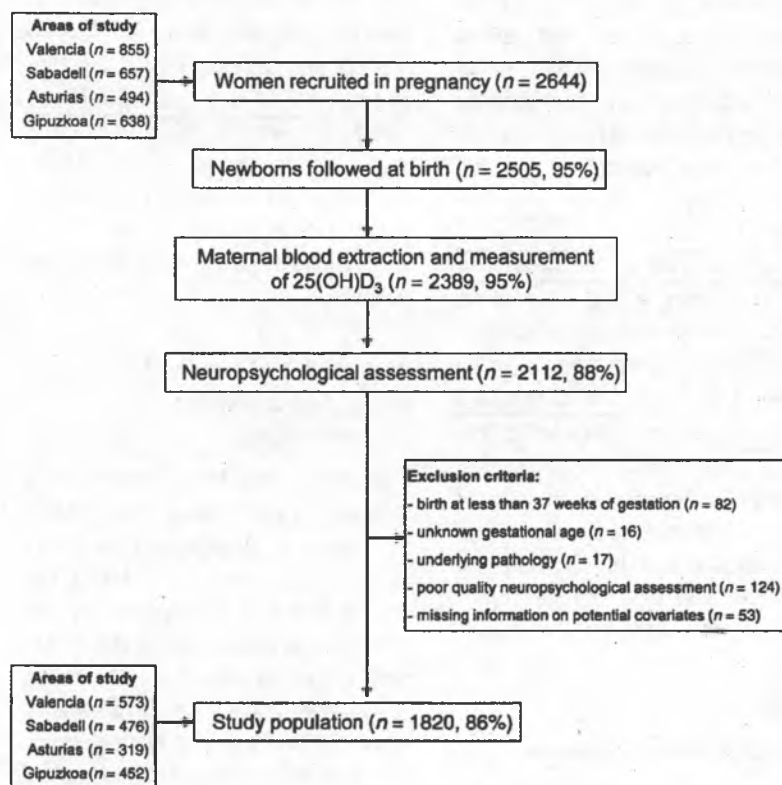 Areas of study
Valencia (n = 855)
Sabadell (n = 657)
Asturias (n = 494)
Gipuzkoa (n = 638)
Women recruited in pregnancy (n = 2644)
Newborns followed at birth (n = 2505, 95%)
Maternal blood extraction and measurement
of 25(OH)D₃ (n = 2389, 95%)
Neuropsychological assessment (n = 2112, 88%)
Exclusion criteria:
- birth at less than 37 weeks of gestation (n = 82)
- unknown gestational age (n = 16)
- underlying pathology (n = 17)
- poor quality neuropsychological assessment (n = 124)
- missing information on potential covariates (n = 53)
Areas of study
Valencia (n = 573)
Sabadell (n = 476)
Asturias (n = 319)
Gipuzkoa (n = 452)
Study population (n = 1820, 86%)